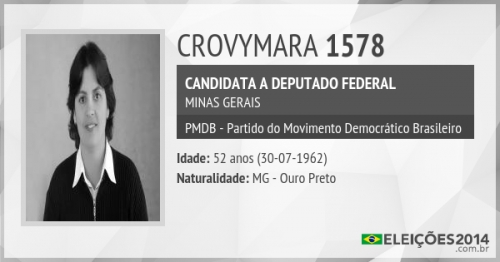 CROVYMARA 1578
CANDIDATA A DEPUTADO FEDERAL
MINAS GERAIS
PMDB - Partido do Movimento Democrático Brasileiro
Idade: 52 anos (30-07-1962)
Naturalidade: MG - Ouro Preto
ELEIÇÕES2014
.com.br